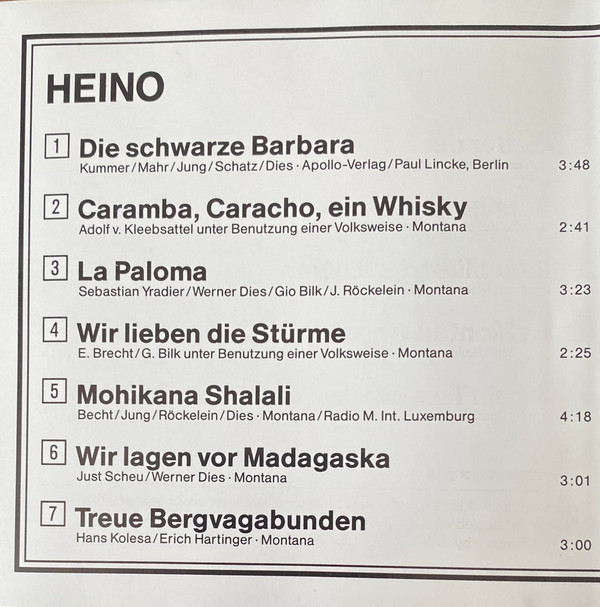 HEINO
1 Die schwarze Barbara
Kummer/Mahr/Jung/Schatz/Dies · Apollo-Verlag/Paul Lincke, Berlin 3:48
2 Caramba, Caracho, ein Whisky
Adolf v. Kleebsattel unter Benutzung einer Volksweise · Montana 2:41
3 La Paloma
Sebastian Yradier/Werner Dies/Gio Bilk/J. Röckelein · Montana 3:23
4 Wir lieben die Stürme
E. Brecht/G. Bilk unter Benutzung einer Volksweise · Montana 2:25
5 Mohikana Shalali
Becht/Jung/Röckelein/Dies · Montana/Radio M. Int. Luxemburg 4:18
6 Wir lagen vor Madagaska
Just Scheu/Werner Dies · Montana 3:01
7 Treue Bergvagabunden
Hans Kolesa/Erich Hartinger · Montana 3:00